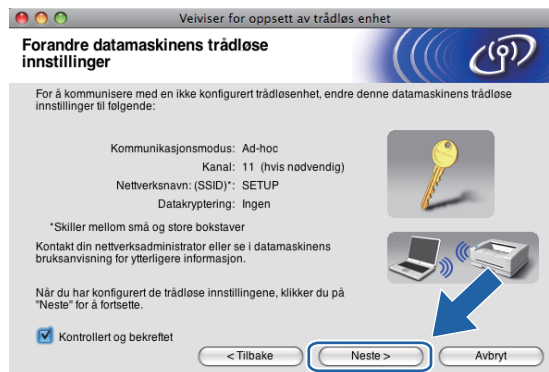 Veiviser for oppsett av trådløs enhet
Forandre datamaskinens trådløse
innstillinger
For å kommunisere med en ikke konfigurert trådløsenhet, endre denne datamaskinens trådløse
innstillinger til følgende:
Kommunikasjonsmodus: Ad-hoc
Kanal: 11 (hvis nødvendig)
Nettverksnavn: (SSID)*: SETUP
Datakryptering: Ingen
*Skiller mellom små og store bokstaver
Kontakt din nettverksadministrator eller se i datamaskinens
bruksanvisning for ytterligere informasjon.
Når du har konfigurert de trådløse innstillingene, klikker du på
"Neste" for å fortsette.
Kontrollert og bekreftet
< Tilbake Neste > Avbryt